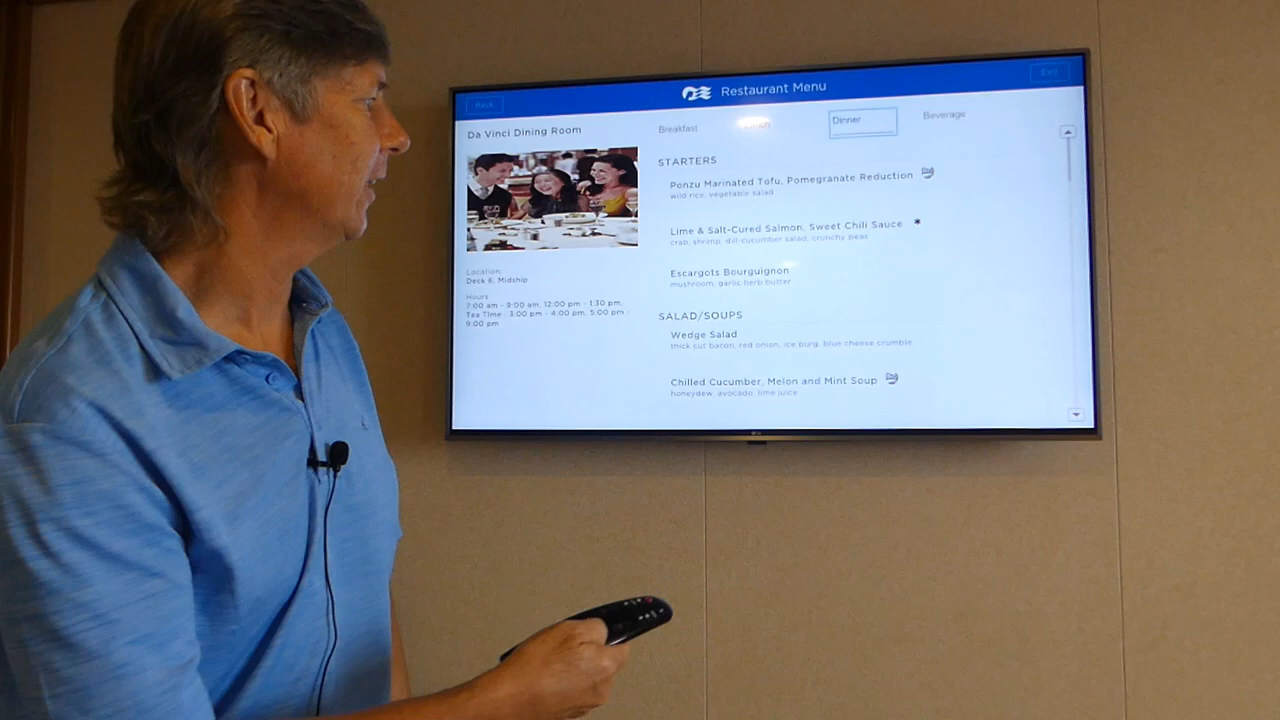 Back
Restaurant Menu
Exit
Da Vinci Dining Room
Breakfast
Lunch
Dinner
Beverage
STARTERS
Ponzu Marinated Tofu, Pomegranate Reduction
wild rice, vegetable salad
Lime & Salt-Cured Salmon, Sweet Chili Sauce *
crab, shrimp, dill-cucumber salad, crunchy peas
Escargots Bourguignon
mushroom, garlic herb butter
SALAD/SOUPS
Wedge Salad
thick cut bacon, red onion, ice burg, blue cheese crumble
Chilled Cucumber, Melon and Mint Soup
honeydew, avocado, lime juice
Location
Deck 6, Midship
Hours
7:00 am - 9:00 am, 12:00 pm - 1:30 pm,
Tea Time : 3:00 pm - 4:00 pm, 5:00 pm -
9:00 pm
LG